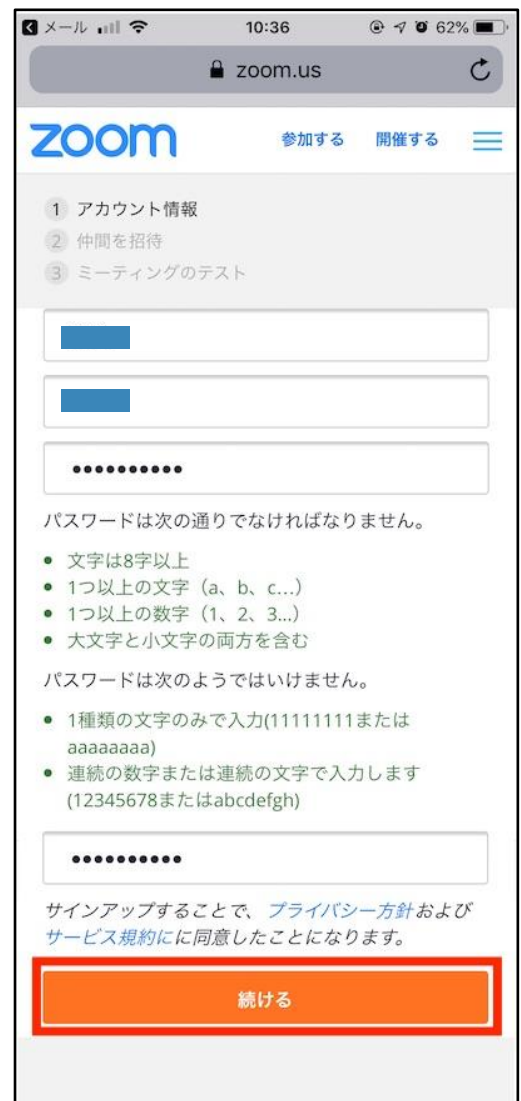 メール 10:36 62%
zoom.us
zoom 参加する 開催する
1 アカウント情報
2 仲間を招待
3 ミーティングのテスト
••••••••••
パスワードは次の通りでなければなりません。
• 文字は8字以上
• 1つ以上の文字（a、b、c...）
• 1つ以上の数字（1、2、3...）
• 大文字と小文字の両方を含む
パスワードは次のようではいけません。
• 1種類の文字のみで入力(11111111または
aaaaaaaa)
• 連続の数字または連続の文字で入力します
(12345678またはabcdefgh)
••••••••••
サインアップすることで、プライバシー方針および
サービス規約にに同意したことになります。
続ける